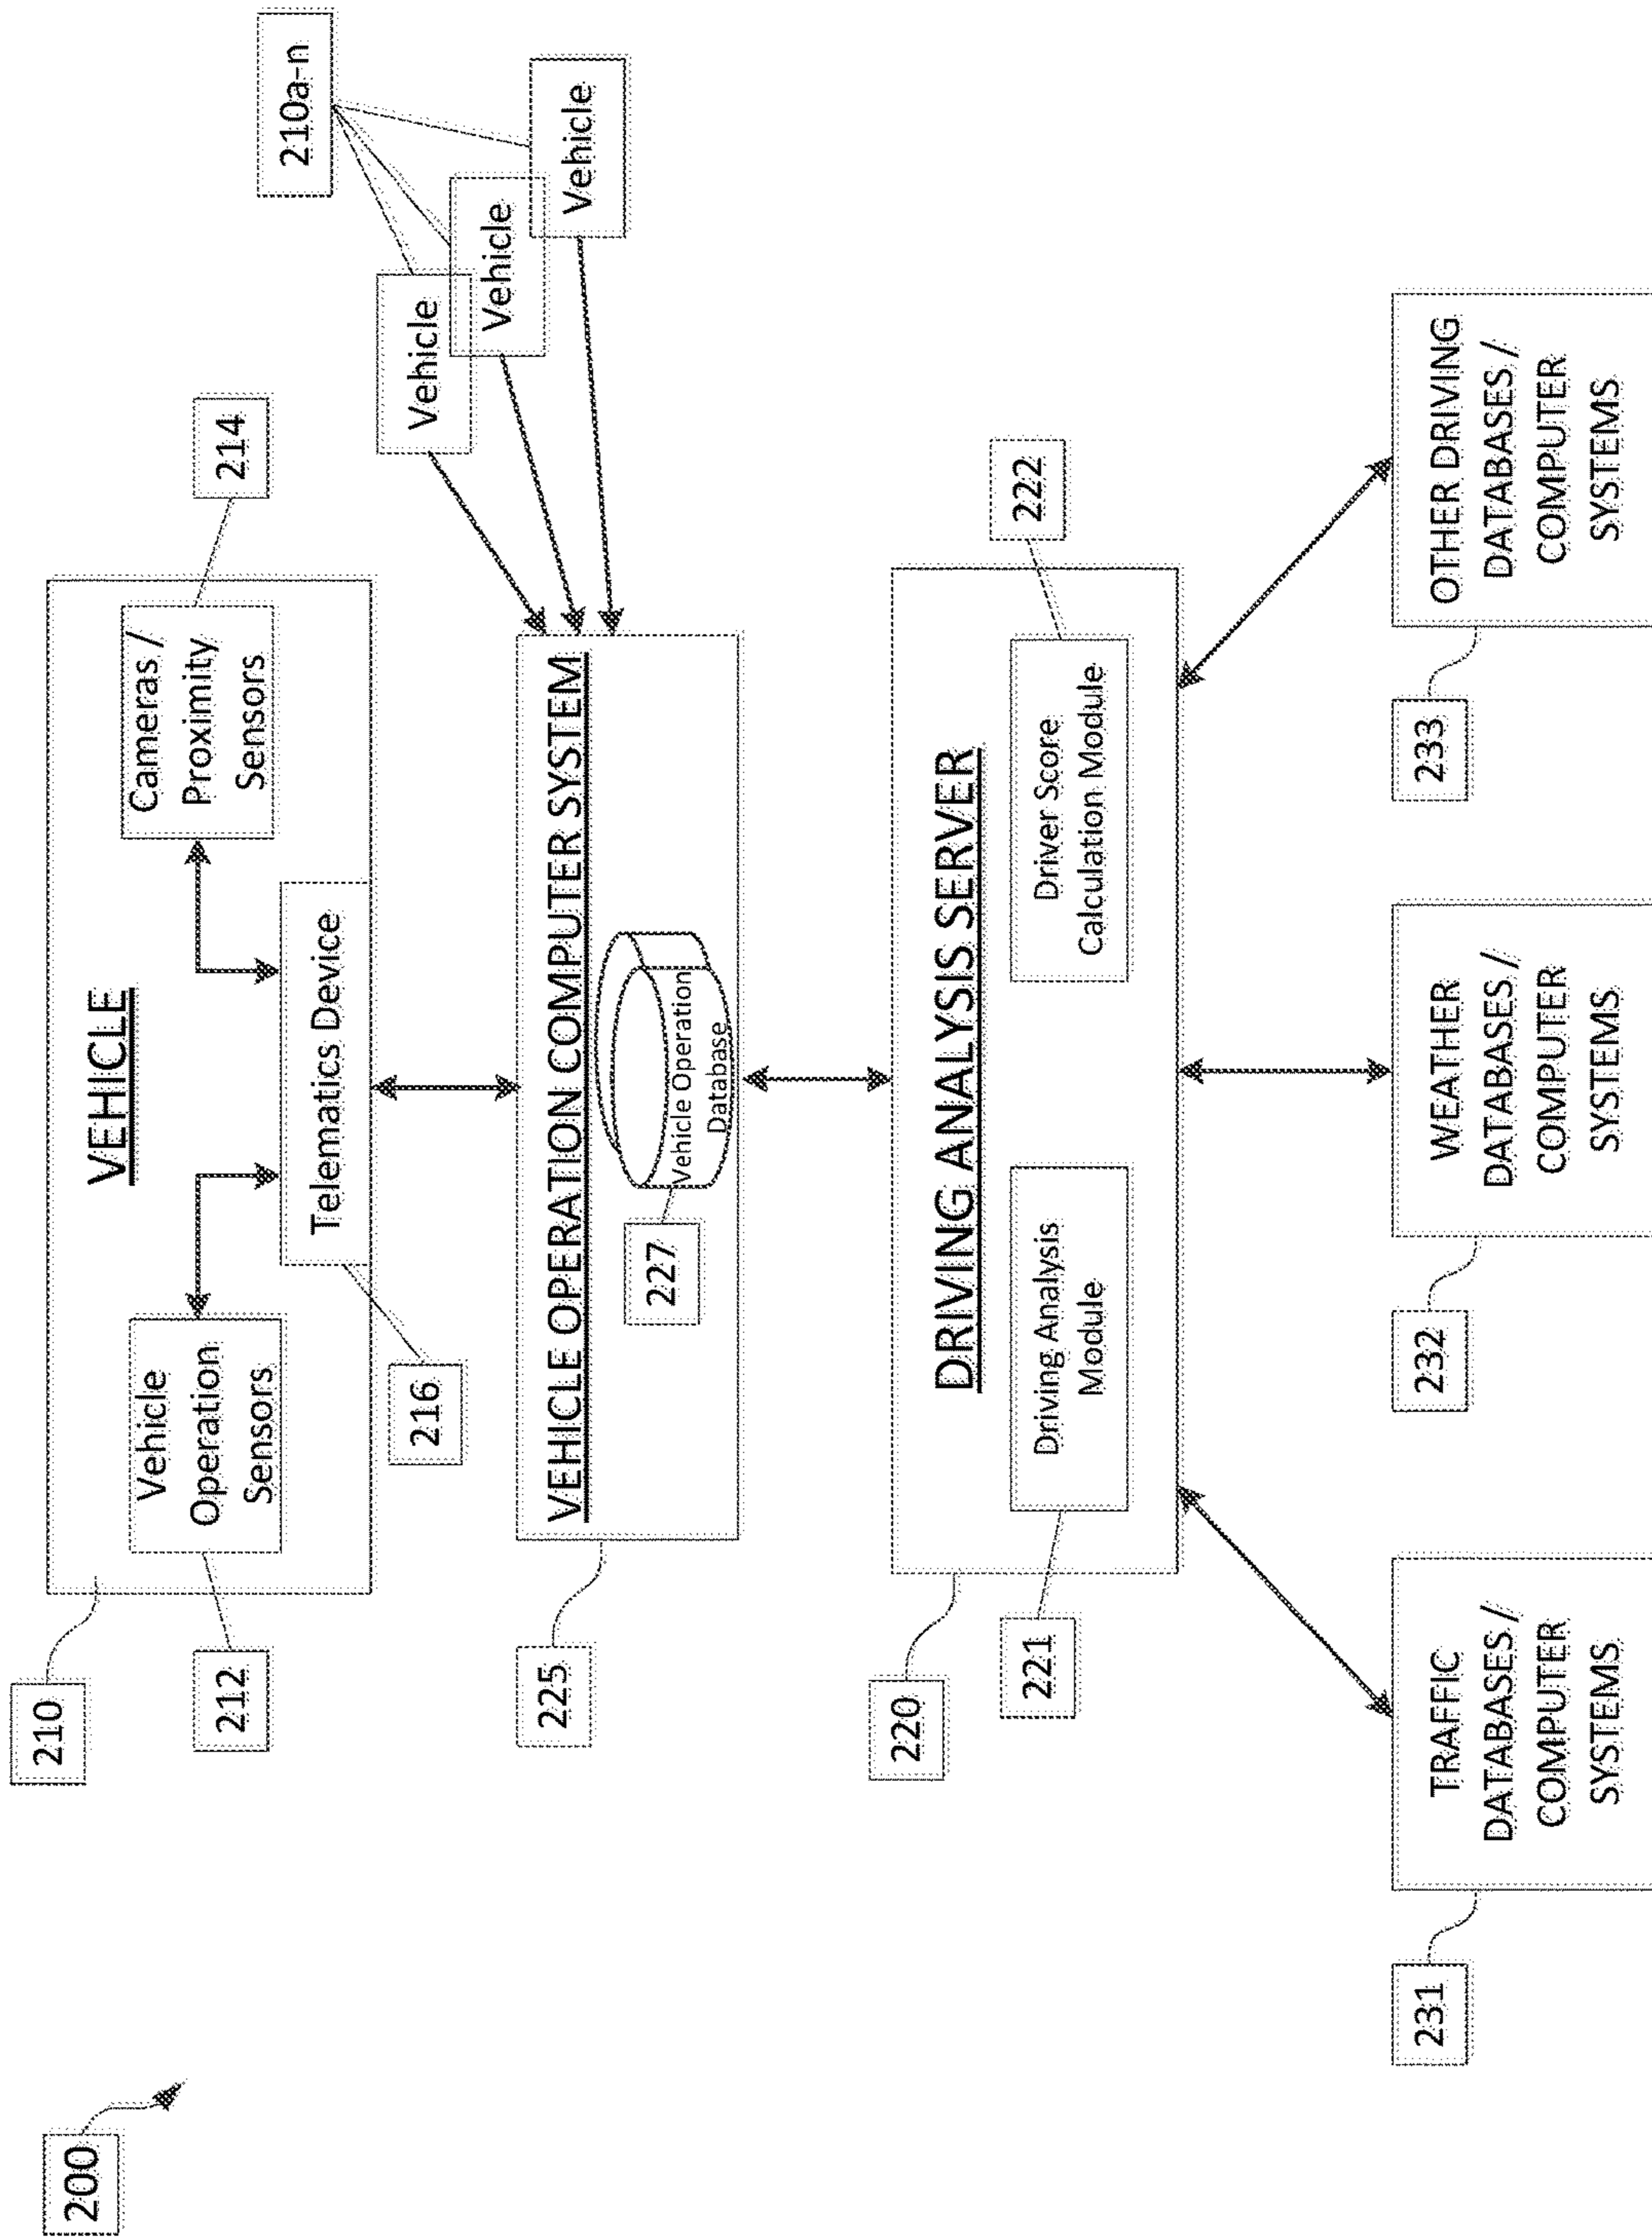 200
210
VEHICLE
210a-n
212
Vehicle
Operation
Sensors
Cameras /
Proximity
Sensors
214
Telematics Device
216
Vehicle
Vehicle
Vehicle
225
VEHICLE OPERATION COMPUTER SYSTEM
227
Vehicle Operation
Database
220
DRIVING ANALYSIS SERVER
221
Driving Analysis
Module
Driver Score
Calculation Module
222
231
TRAFFIC
DATABASES /
COMPUTER
SYSTEMS
232
WEATHER
DATABASES /
COMPUTER
SYSTEMS
233
OTHER DRIVING
DATABASES /
COMPUTER
SYSTEMS